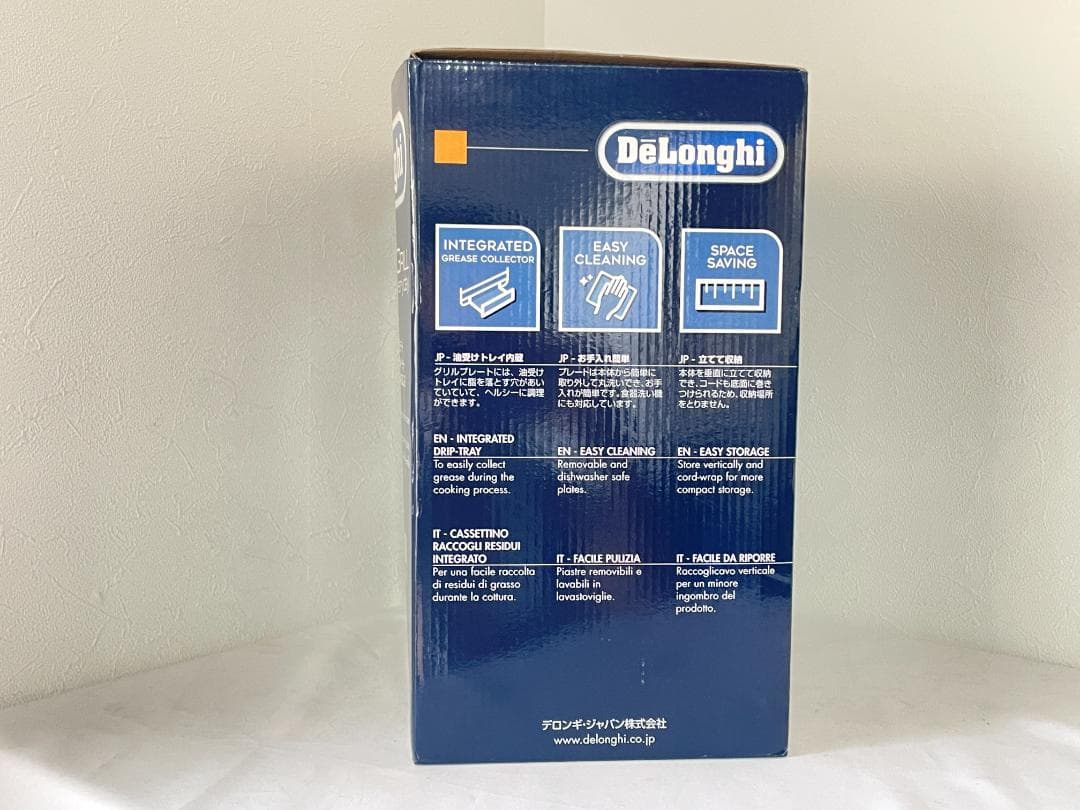 DēLonghi
INTEGRATED
GREASE COLLECTOR
EASY
CLEANING
SPACE
SAVING
JP - 油受けトレイ内蔵
グリルプレートには、油受け
トレイに脂を落とす穴があい
ていていて、ヘルシーに調理
ができます。
JP - お手入れ簡単
プレートは本体から簡単に
取り外して丸洗いでき、お手
入れが簡単です。食器洗い機
にも対応しています。
JP - 立てて収納
本体を垂直に立てて収納
でき、コードも底面に巻き
つけられるため、収納場所
をとりません。
EN - INTEGRATED
DRIP-TRAY
To easily collect
grease during the
cooking process.
EN - EASY CLEANING
Removable and
dishwasher safe
plates.
EN - EASY STORAGE
Store vertically and
cord-wrap for more
compact storage.
IT - CASSETTINO
RACCOGLI RESIDUI
INTEGRATO
Per una facile raccolta
di residui di grasso
durante la cottura.
IT - FACILE PULIZIA
Piastre removibili e
lavabili in
lavastoviglie.
IT - FACILE DA RIPORRE
Raccoglicavo verticale
per un minore
ingombro del
prodotto.
デロンギ・ジャパン株式会社
www.delonghi.co.jp